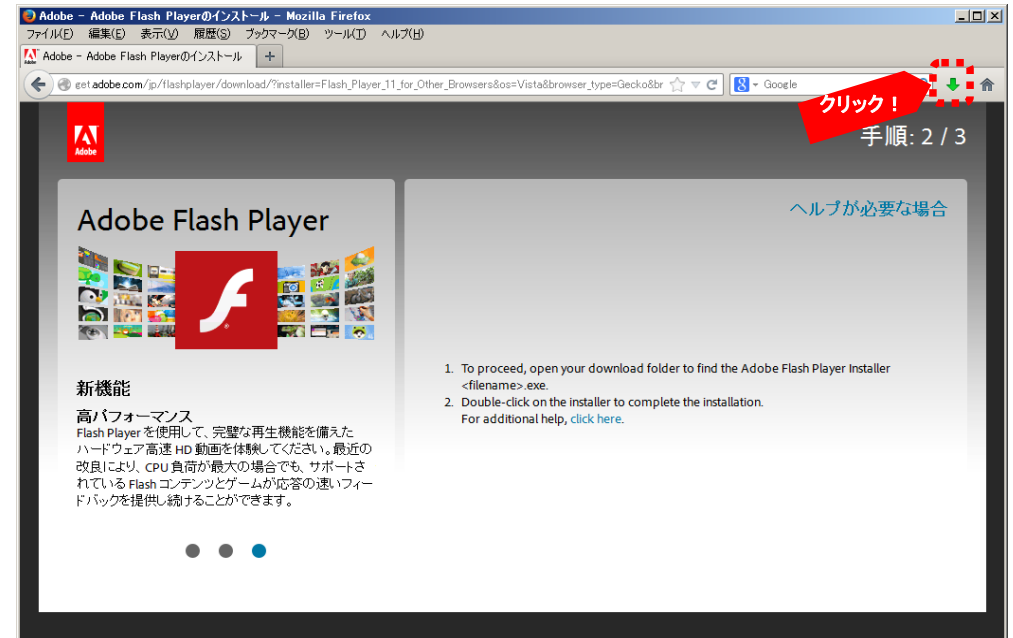 Adobe - Adobe Flash Playerのインストール - Mozilla Firefox
ファイル(F) 編集(E) 表示(V) 履歴(S) ブックマーク(B) ツール(T) ヘルプ(H)
Adobe - Adobe Flash Playerのインストール +
get.adobe.com/jp/flashplayer/download/?installer=Flash_Player_11_for_Other_Browsers&os=Vista&browser_type=Gecko&br Google
クリック！
Adobe
手順: 2 / 3
Adobe Flash Player
新機能
高パフォーマンス
Flash Player を使用して、完璧な再生機能を備えた
ハードウェア高速 HD 動画を体験してください。最近の
改良により、CPU 負荷が最大の場合でも、サポートさ
れている Flash コンテンツとゲームが応答の速いフィー
ドバックを提供し続けることができます。
ヘルプが必要な場合
1. To proceed, open your download folder to find the Adobe Flash Player Installer
<filename>.exe.
2. Double-click on the installer to complete the installation.
For additional help, click here.